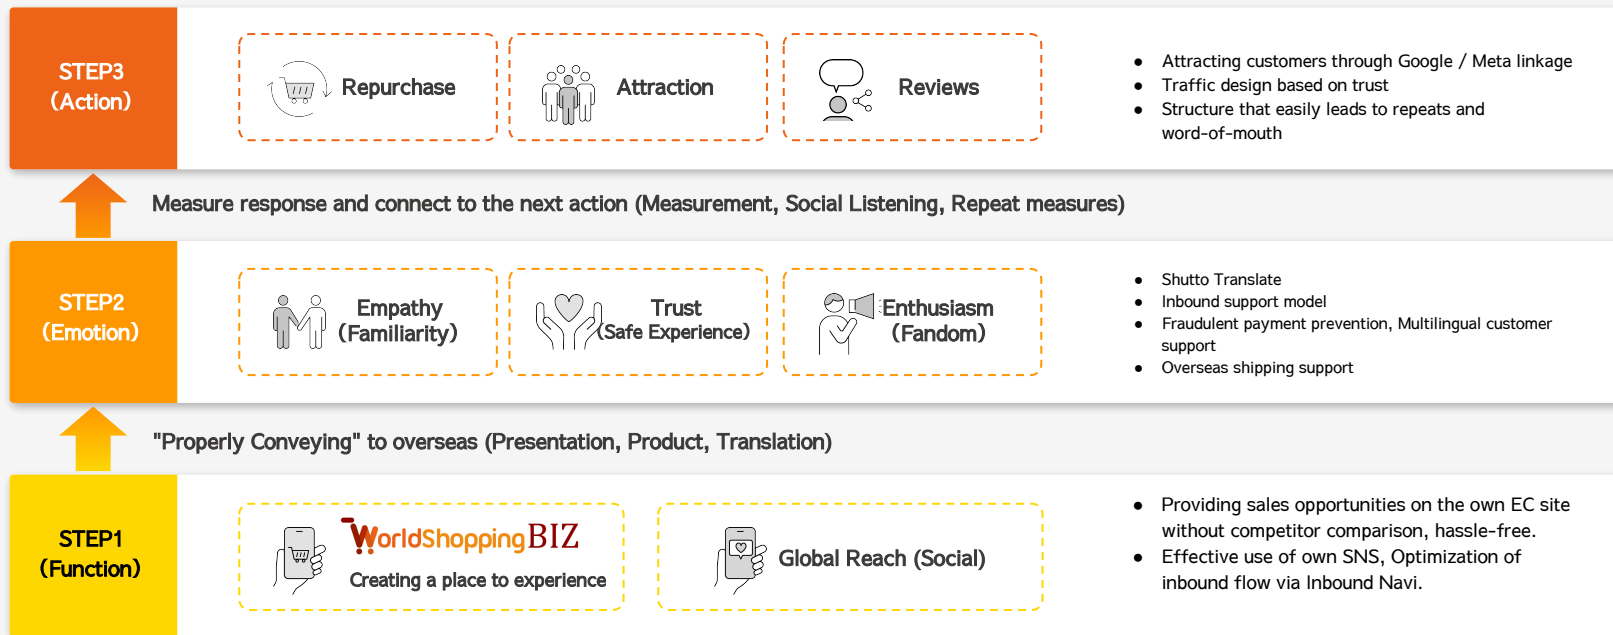 STEP3
(Action)
Repurchase
Attraction
Reviews
● Attracting customers through Google / Meta linkage
● Traffic design based on trust
● Structure that easily leads to repeats and
word-of-mouth
Measure response and connect to the next action (Measurement, Social Listening, Repeat measures)
STEP2
(Emotion)
Empathy
(Familiarity)
Trust
(Safe Experience)
Enthusiasm
(Fandom)
● Shutto Translate
● Inbound support model
● Fraudulent payment prevention, Multilingual customer
support
● Overseas shipping support
"Properly Conveying" to overseas (Presentation, Product, Translation)
STEP1
(Function)
WorldShopping BIZ
Creating a place to experience
Global Reach (Social)
● Providing sales opportunities on the own EC site
without competitor comparison, hassle-free.
● Effective use of own SNS, Optimization of
inbound flow via Inbound Navi.